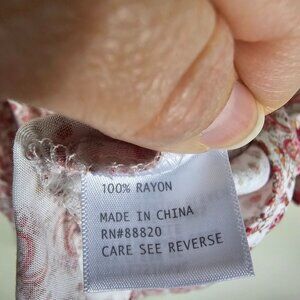 100% RAYON
MADE IN CHINA
RN#88820
CARE SEE REVERSE